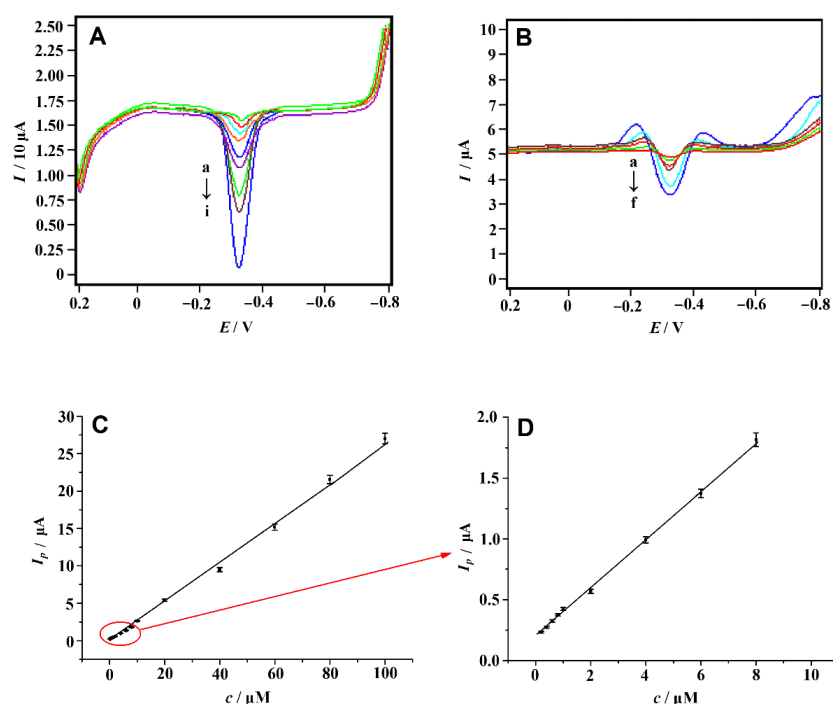 A
2.50
2.25
2.00
1.75
1.50
1.25
1.00
0.75
0.50
0.25
0
I / 10 µA
a
↓
i
0.2 0 −0.2 −0.4 −0.6 −0.8
E / V
B
10
9
8
7
6
5
4
3
2
1
0
I / µA
a
↓
f
0.2 0 −0.2 −0.4 −0.6 −0.8
E / V
C
30
25
20
15
10
5
0
I_p / µA
0 20 40 60 80 100
c / µM
D
2.0
1.5
1.0
0.5
0.0
I_p / µA
0 2 4 6 8 10
c / µM